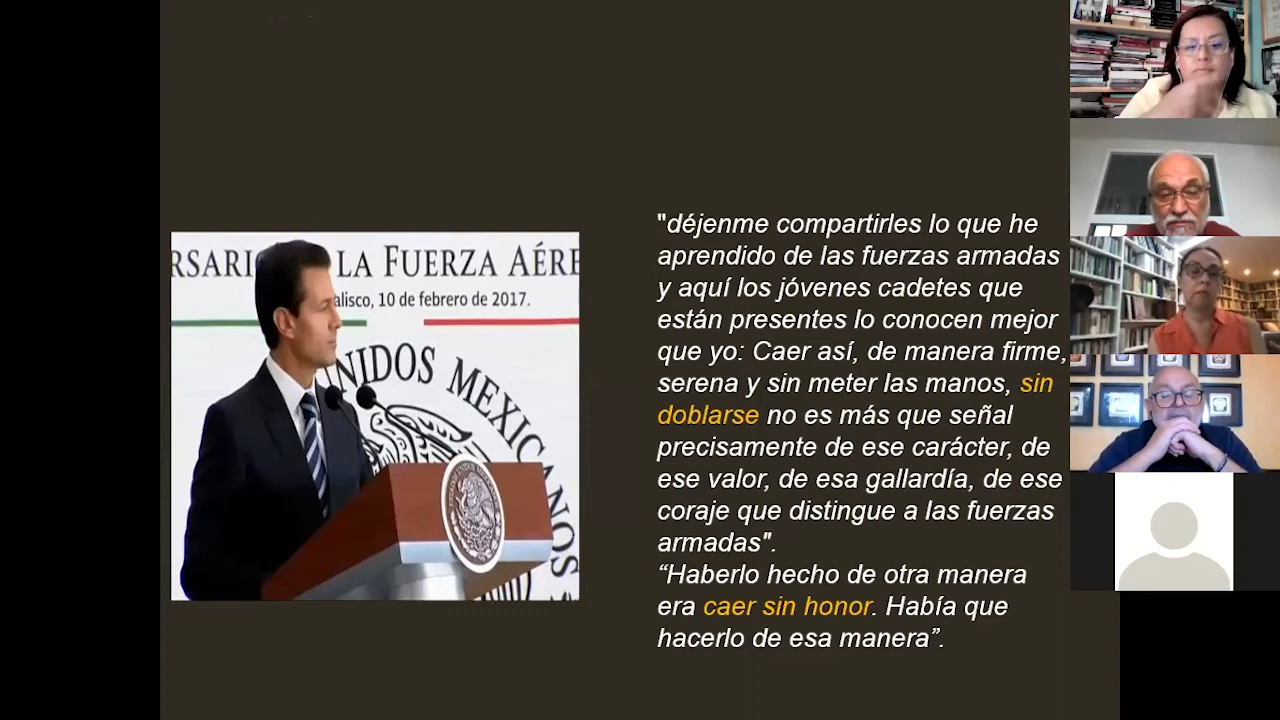 RSARI LA FUERZA AÉRE
alisco, 10 de febrero de 2017.
UNIDOS MEXICANOS
UNIDOS MEXICANOS
"déjenme compartirles lo que he
aprendido de las fuerzas armadas
y aquí los jóvenes cadetes que
están presentes lo conocen mejor
que yo: Caer así, de manera firme,
serena y sin meter las manos, sin
doblarse no es más que señal
precisamente de ese carácter, de
ese valor, de esa gallardía, de ese
coraje que distingue a las fuerzas
armadas".
“Haberlo hecho de otra manera
era caer sin honor. Había que
hacerlo de esa manera”.